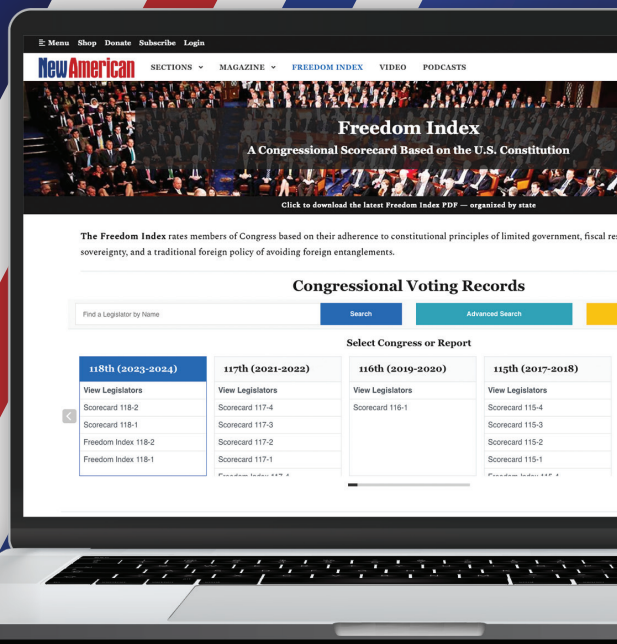 Menu Shop Donate Subscribe Login
NewAmerican SECTIONS MAGAZINE FREEDOM INDEX VIDEO PODCASTS
Freedom Index
A Congressional Scorecard Based on the U.S. Constitution
Click to download the latest Freedom Index PDF — organized by state
The Freedom Index rates members of Congress based on their adherence to constitutional principles of limited government, fiscal
sovereignty, and a traditional foreign policy of avoiding foreign entanglements.
Congressional Voting Records
Find a Legislator by Name Search Advanced Search
Select Congress or Report
118th (2023-2024) 117th (2021-2022) 116th (2019-2020) 115th (2017-2018)
View Legislators View Legislators View Legislators View Legislators
Scorecard 118-2 Scorecard 117-4 Scorecard 116-1 Scorecard 115-4
Scorecard 118-1 Scorecard 117-3 Scorecard 115-3
Freedom Index 118-2 Scorecard 117-2 Scorecard 115-2
Freedom Index 118-1 Scorecard 117-1 Scorecard 115-1